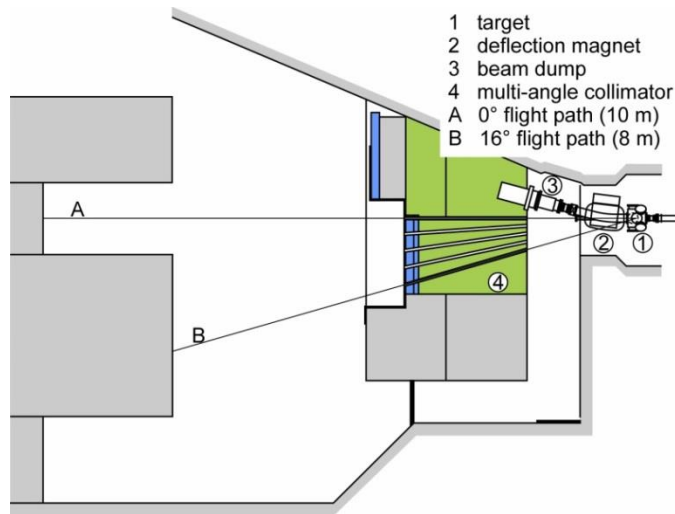 1 target
2 deflection magnet
3 beam dump
4 multi-angle collimator
A 0° flight path (10 m)
B 16° flight path (8 m)
3
A
2
1
4
B